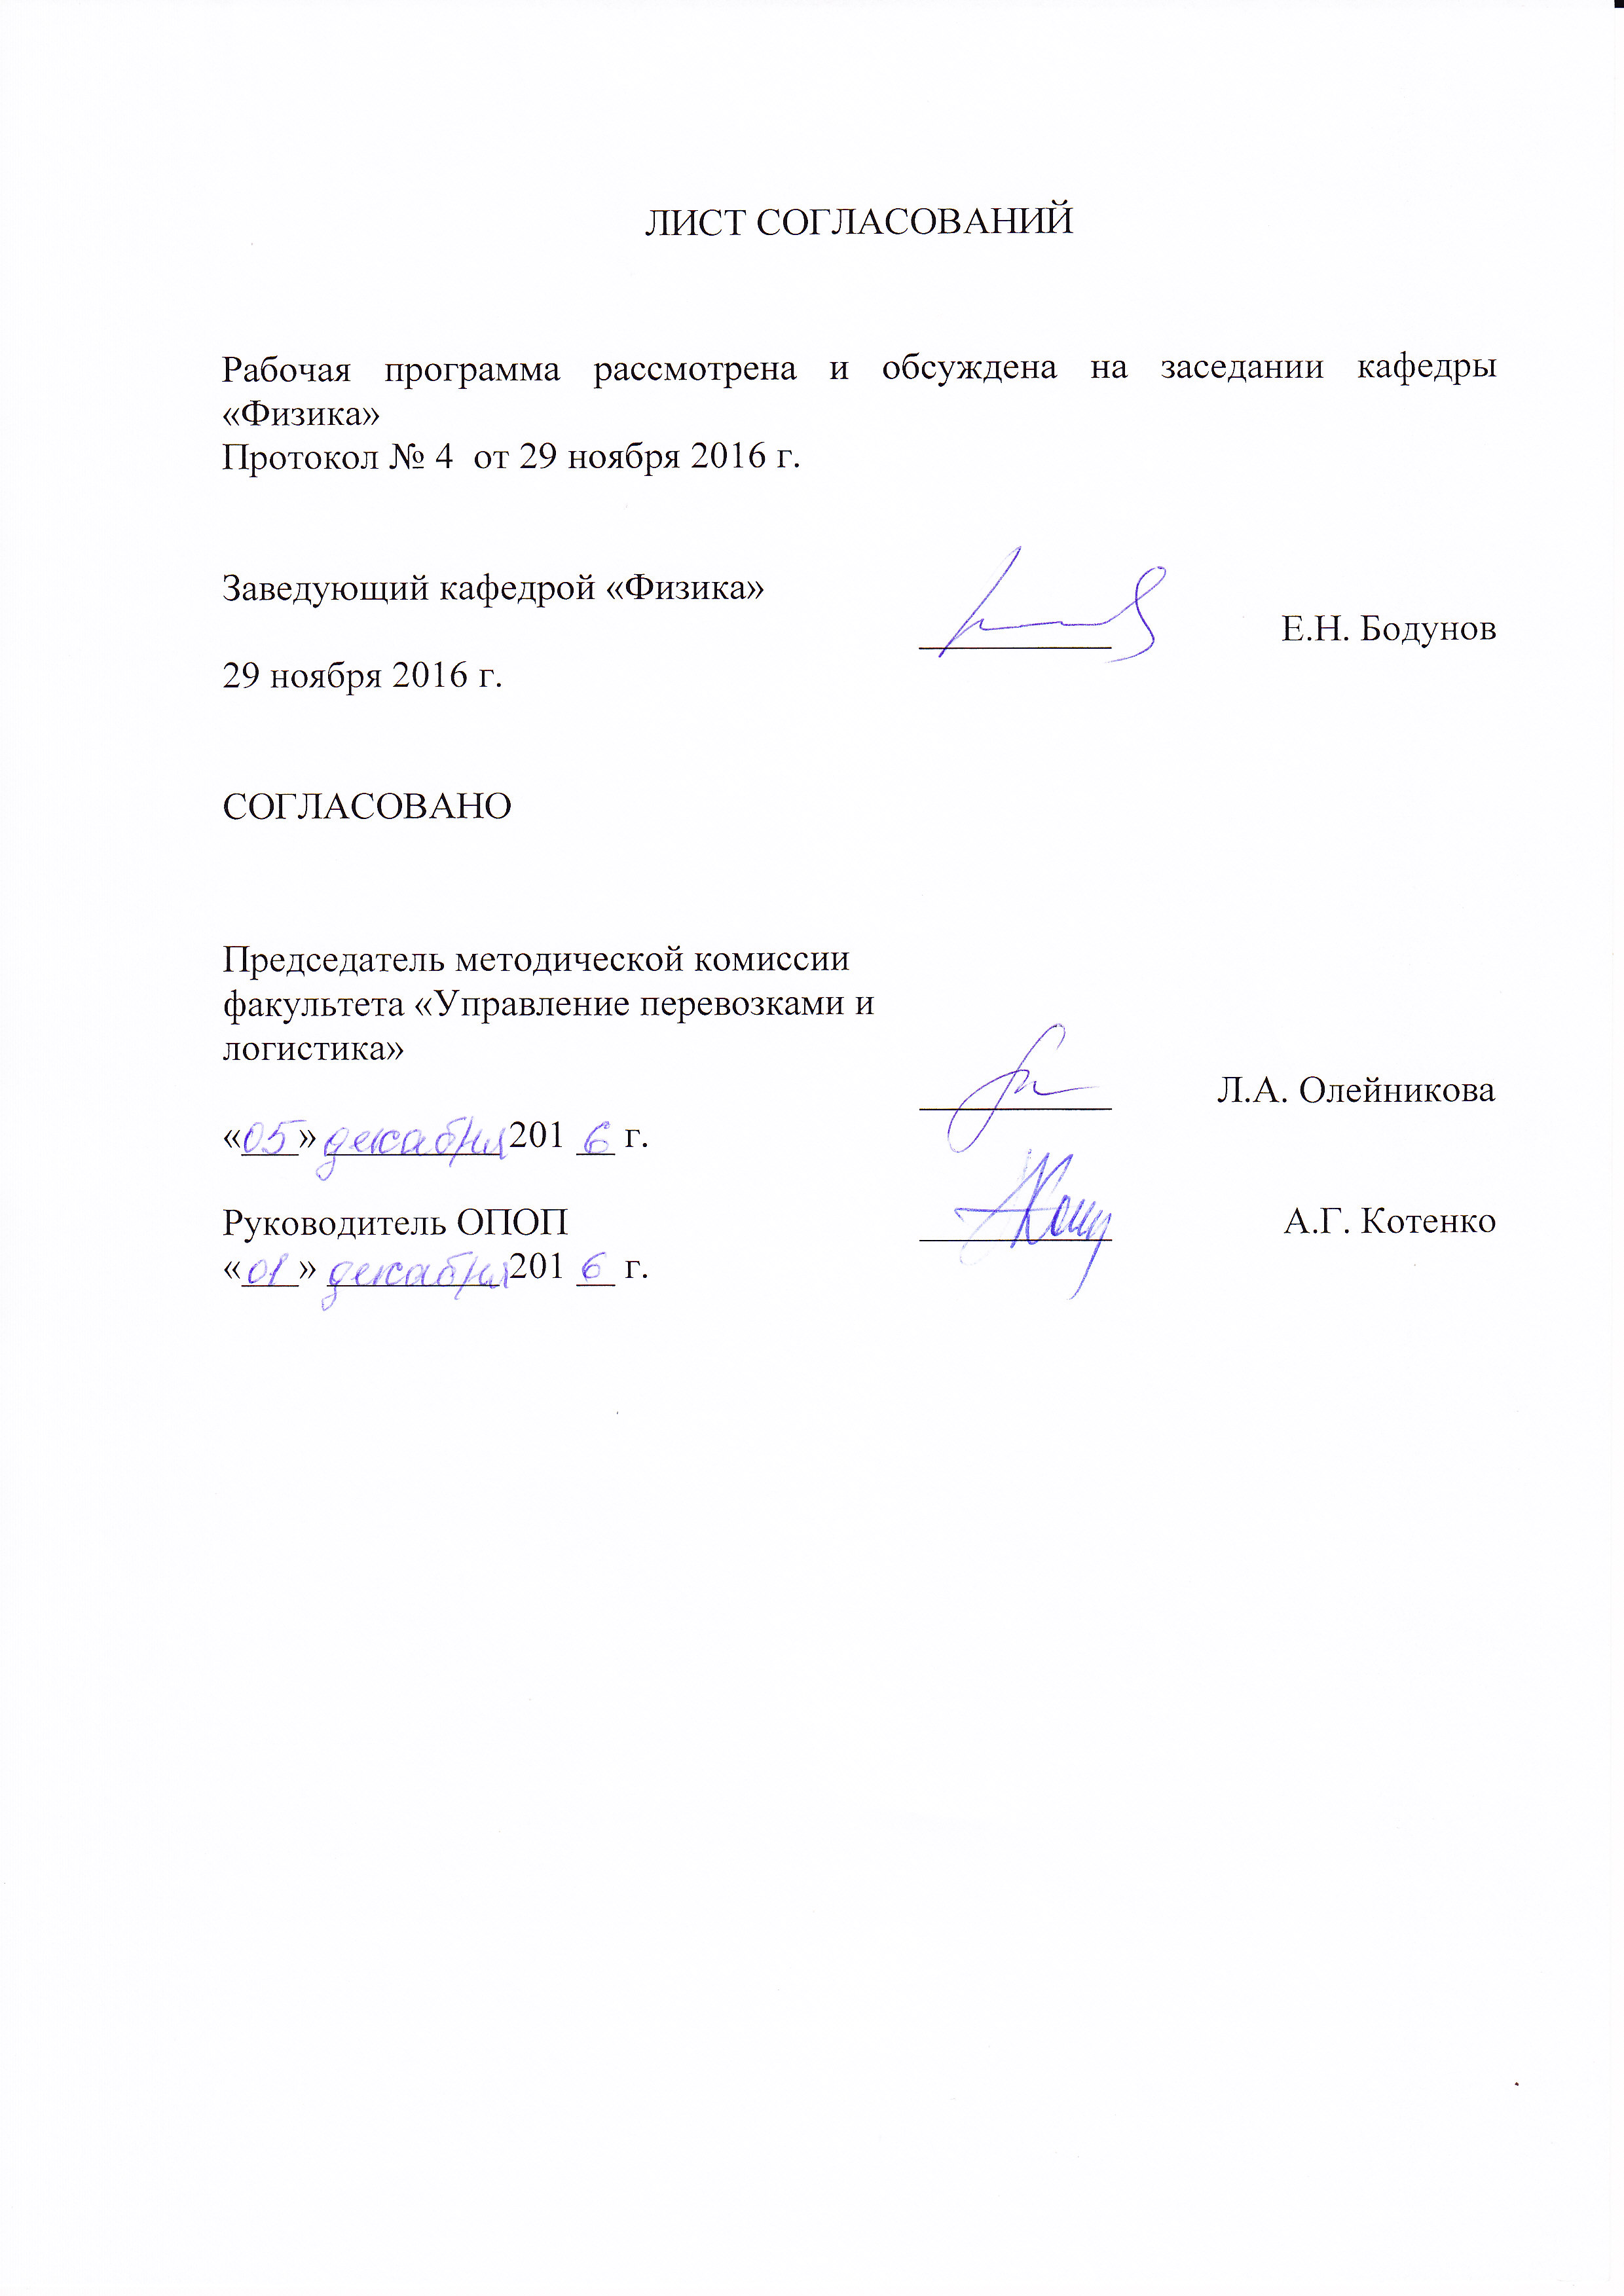 ЛИСТ СОГЛАСОВАНИЙ
Рабочая программа рассмотрена и обсуждена на заседании кафедры
«Физика»
Протокол № 4 от 29 ноября 2016 г.
Заведующий кафедрой «Физика»
Е.Н. Бодунов
29 ноября 2016 г.
СОГЛАСОВАНО
Председатель методической комиссии
факультета «Управление перевозками и
логистика»
Л.А. Олейникова
«05» декабря 2016 г.
Руководитель ОПОП А.Г. Котенко
«01» декабря 2016 г.